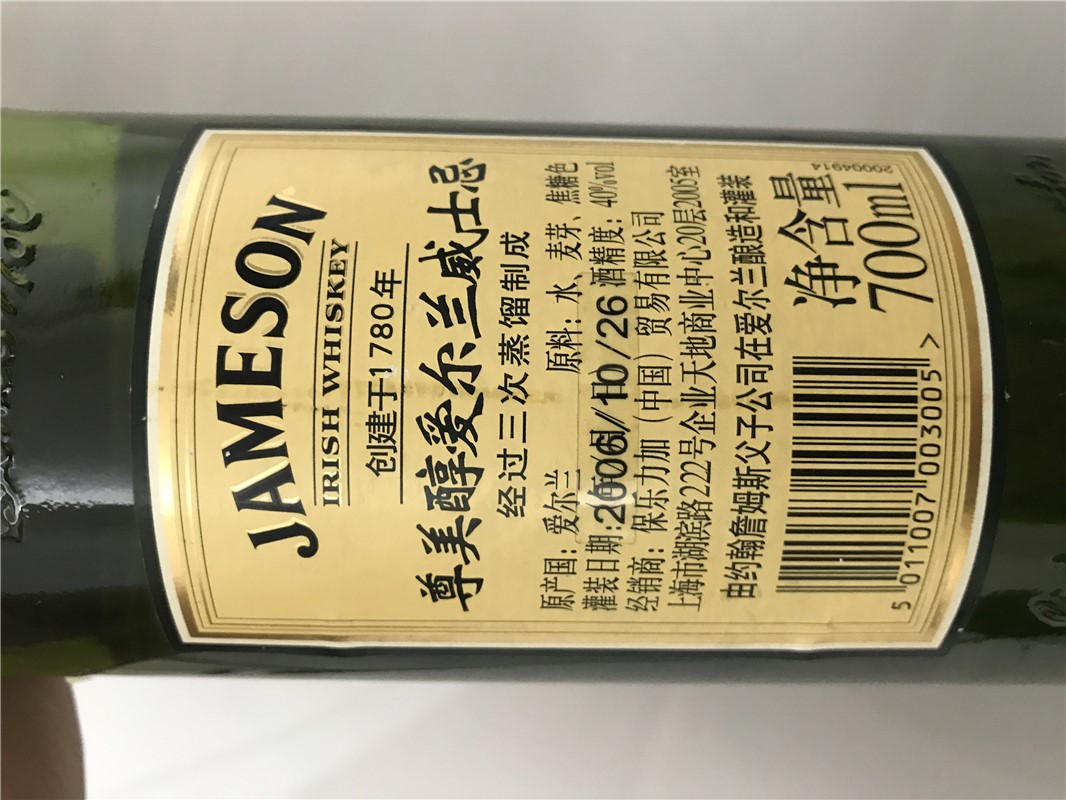 JAMESON
IRISH WHISKEY
创建于1780年
尊美醇爱尔兰威士忌
经过三次蒸馏制成
原产国：爱尔兰 原料：水、麦芽、焦糖色
灌装日期:2006/10/26 酒精度：40%vol
经销商：保乐力加（中国）贸易有限公司
上海市湖滨路222号企业天地商业中心20层2005室
由约翰詹姆斯父子公司在爱尔兰酿造和灌装
净含量
700ml
20004914
5 011007 003005 >